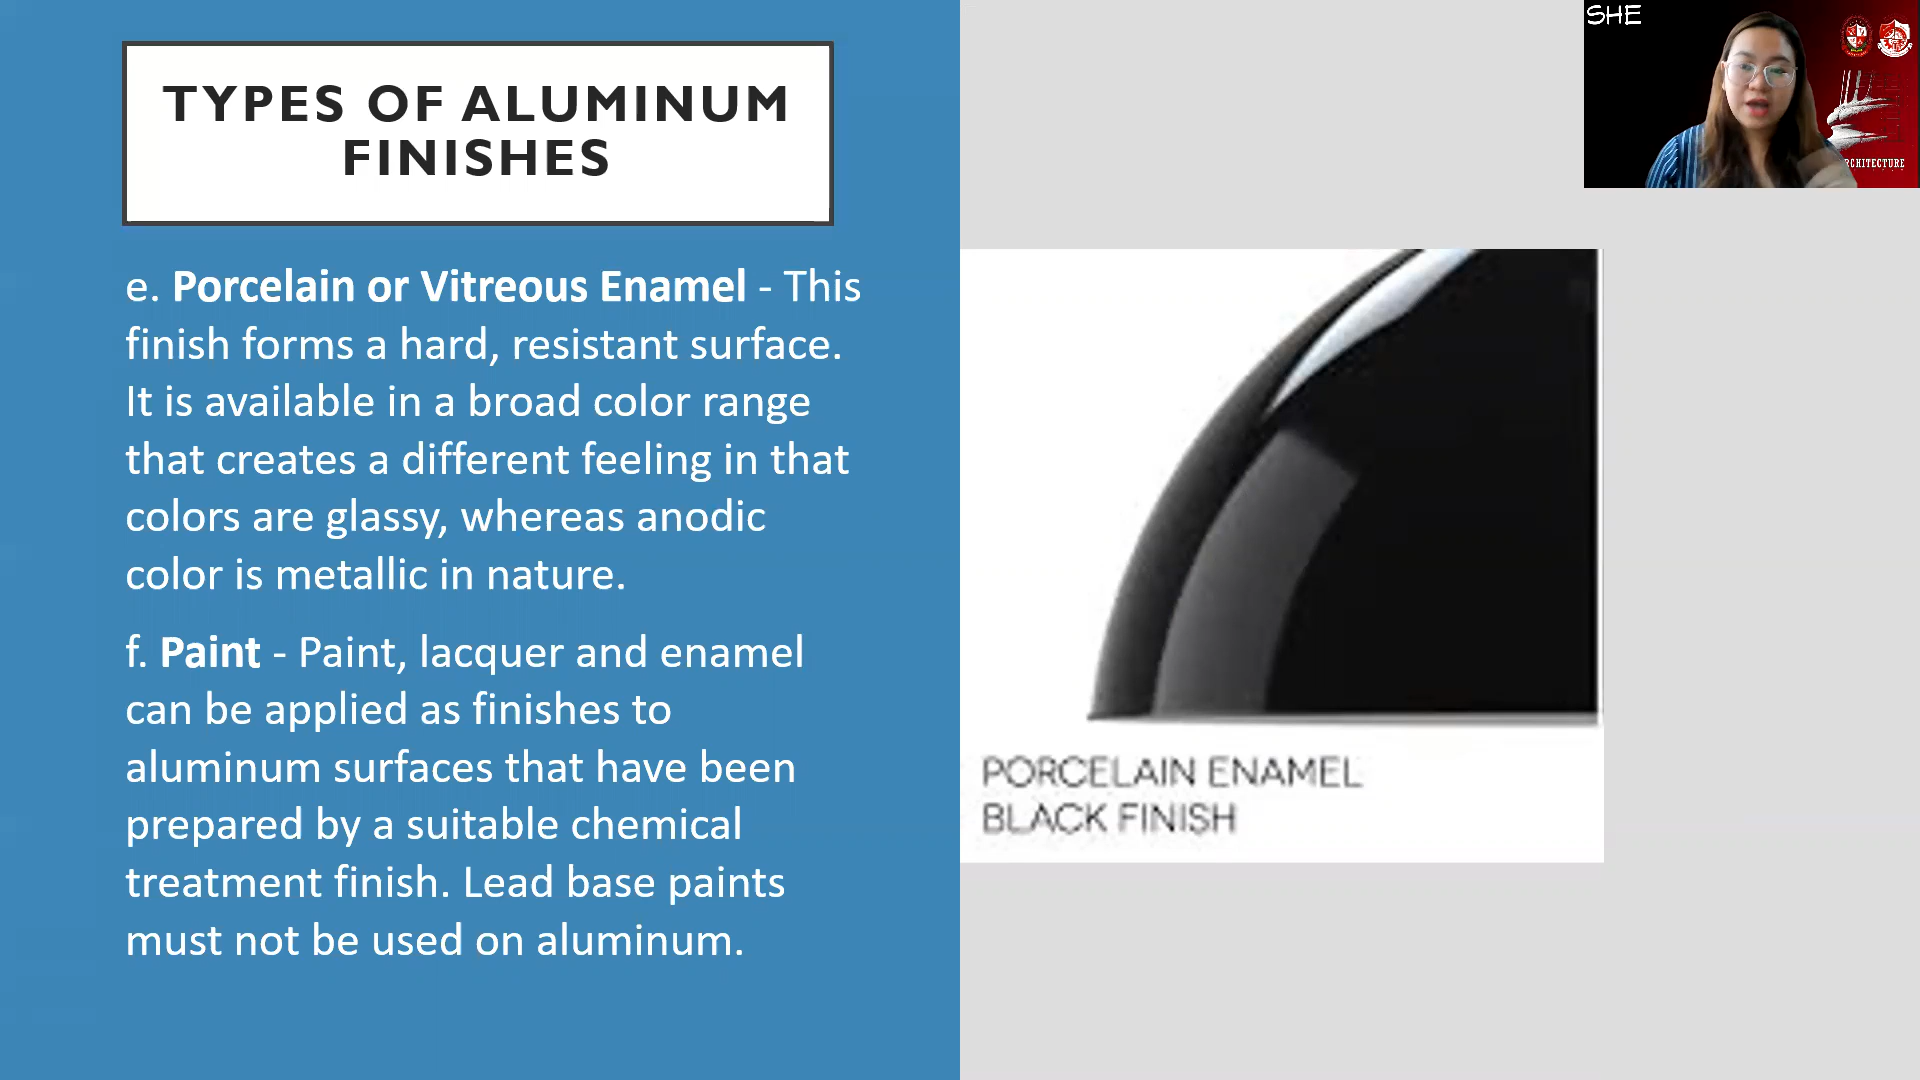 TYPES OF ALUMINUM
FINISHES
e. Porcelain or Vitreous Enamel - This
finish forms a hard, resistant surface.
It is available in a broad color range
that creates a different feeling in that
colors are glassy, whereas anodic
color is metallic in nature.
f. Paint - Paint, lacquer and enamel
can be applied as finishes to
aluminum surfaces that have been
prepared by a suitable chemical
treatment finish. Lead base paints
must not be used on aluminum.
SHE
RCHITECTURE
PORCELAIN ENAMEL
BLACK FINISH